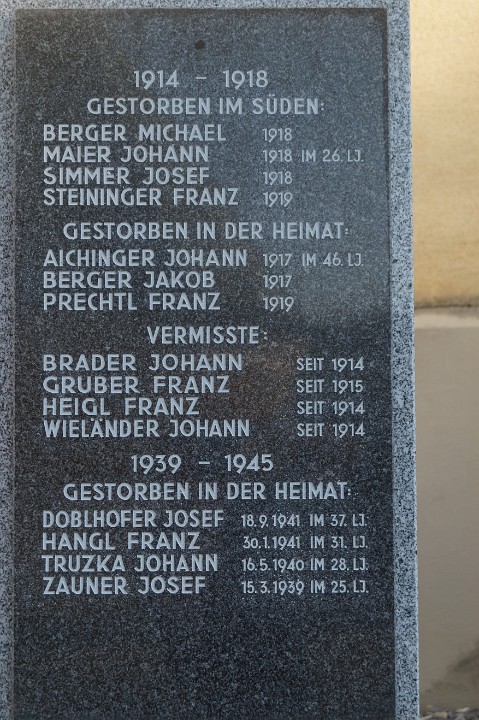 1914 - 1918
GESTORBEN IM SÜDEN:
BERGER MICHAEL 1918
MAIER JOHANN 1918 IM 26. LJ.
SIMMER JOSEF 1918
STEININGER FRANZ 1919
GESTORBEN IN DER HEIMAT:
AICHINGER JOHANN 1917 IM 46. LJ.
BERGER JAKOB 1917
PRECHTL FRANZ 1919
VERMISSTE:
BRADER JOHANN SEIT 1914
GRUBER FRANZ SEIT 1915
HEIGL FRANZ SEIT 1914
WIELÄNDER JOHANN SEIT 1914
1939 - 1945
GESTORBEN IN DER HEIMAT:
DOBLHOFER JOSEF 18.9.1941 IM 37. LJ.
HANGL FRANZ 30.1.1941 IM 31. LJ.
TRUZKA JOHANN 16.5.1940 IM 28. LJ.
ZAUNER JOSEF 15.3.1939 IM 25. LJ.